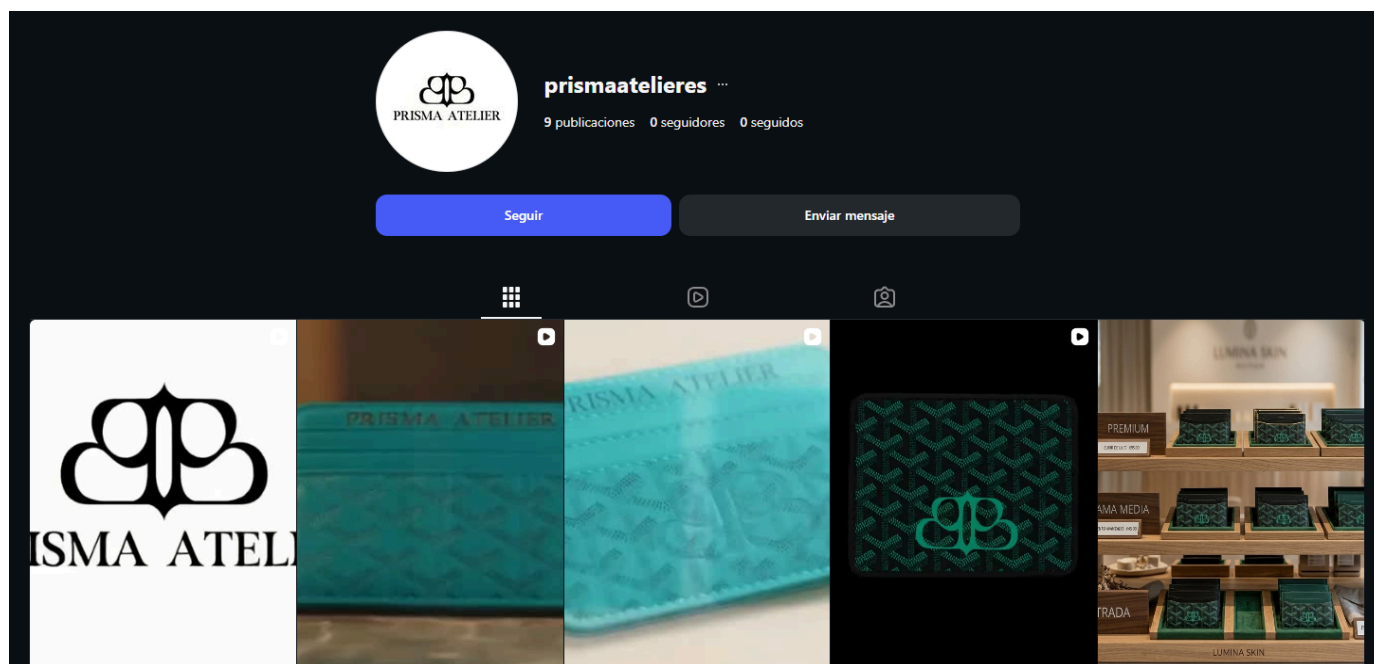 prismaatelieres ...
9 publicaciones 0 seguidores 0 seguidos
PRISMA ATELIER
Seguir
Enviar mensaje
ISMA ATELI
PRISMA ATELIER
RISMA ATELIER
LUMINA SKIN
PREMIUM
AMA MEDIA
TRADA
LUMINA SKIN